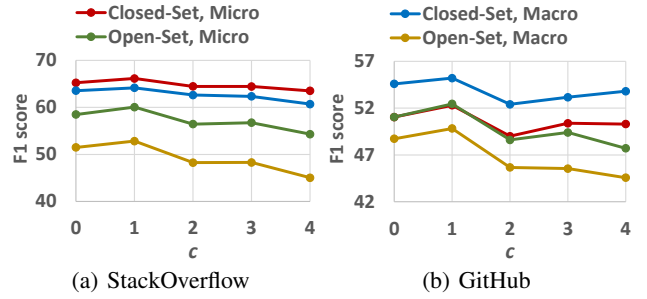 Closed-Set, Micro
Open-Set, Micro
Closed-Set, Macro
Open-Set, Macro
F1 score
70
60
50
40
0 1 2 3 4
c
(a) StackOverflow
F1 score
57
52
47
42
0 1 2 3 4
c
(b) GitHub